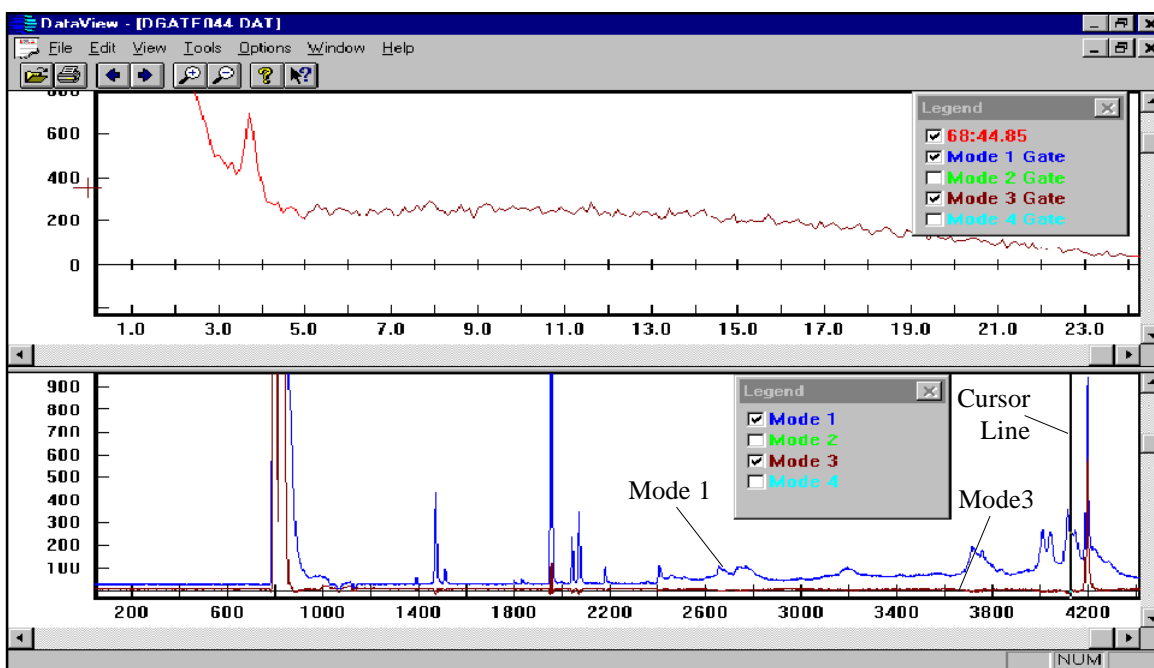 DataView - [DGATE044.DAT]
File Edit View Tools Options Window Help
800
600
400
200
0
1.0 3.0 5.0 7.0 9.0 11.0 13.0 15.0 17.0 19.0 21.0 23.0
Legend
68:44.85
Mode 1 Gate
Mode 2 Gate
Mode 3 Gate
Mode 4 Gate
900
800
700
600
500
400
300
200
100
200 600 1000 1400 1800 2200 2600 3000 3400 3800 4200
Legend
Mode 1
Mode 2
Mode 3
Mode 4
Mode 1
Cursor
Line
Mode3
NUM